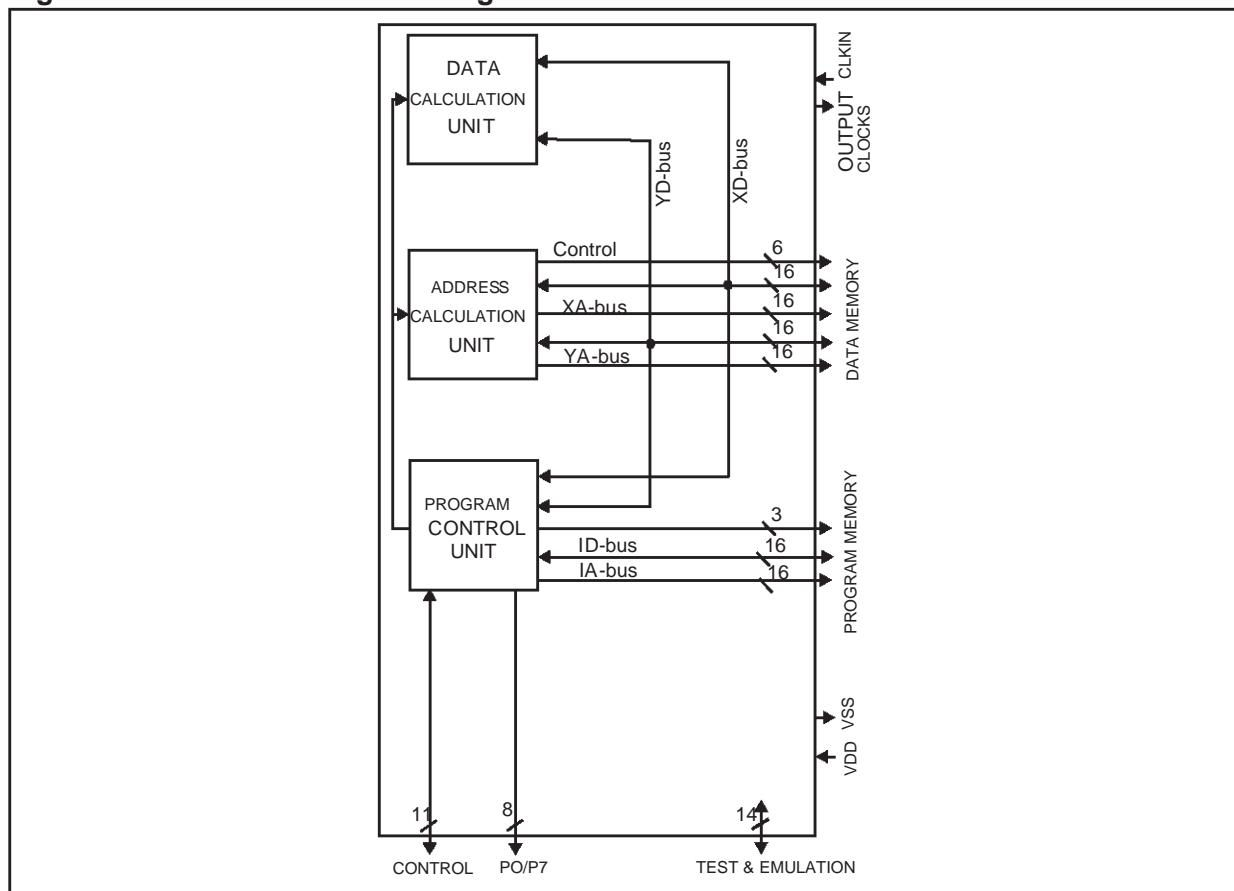 DATA
CALCULATION
UNIT
YD-bus
XD-bus
CLKIN
OUTPUT
CLOCKS
ADDRESS
CALCULATION
UNIT
Control
6
16
XA-bus
16
16
YA-bus
16
DATA MEMORY
PROGRAM
CONTROL
UNIT
3
ID-bus
16
IA-bus
16
PROGRAM MEMORY
VSS
VDD
11
8
14
CONTROL
PO/P7
TEST & EMULATION